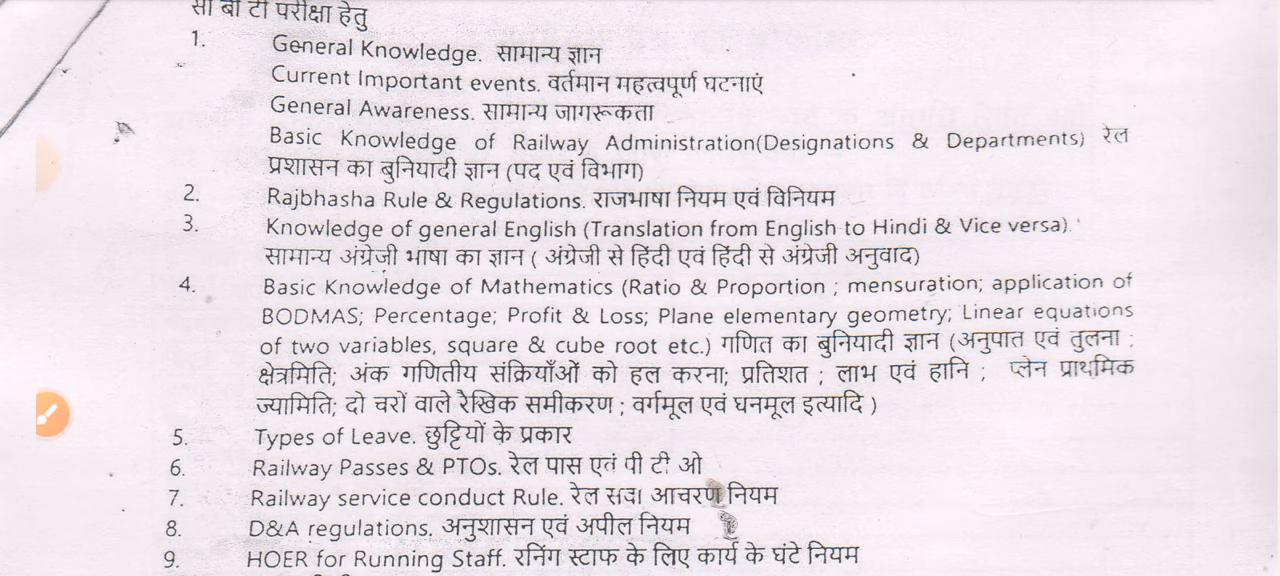 सी बी टी परीक्षा हेतु
1. General Knowledge. सामान्य ज्ञान
Current Important events. वर्तमान महत्वपूर्ण घटनाएं
General Awareness. सामान्य जागरूकता
Basic Knowledge of Railway Administration(Designations & Departments) रेल
प्रशासन का बुनियादी ज्ञान (पद एवं विभाग)
2. Rajbhasha Rule & Regulations. राजभाषा नियम एवं विनियम
3. Knowledge of general English (Translation from English to Hindi & Vice versa).
सामान्य अंग्रेजी भाषा का ज्ञान ( अंग्रेजी से हिंदी एवं हिंदी से अंग्रेजी अनुवाद)
4. Basic Knowledge of Mathematics (Ratio & Proportion ; mensuration; application of
BODMAS; Percentage; Profit & Loss; Plane elementary geometry; Linear equations
of two variables, square & cube root etc.) गणित का बुनियादी ज्ञान (अनुपात एवं तुलना ;
क्षेत्रमिति; अंक गणितीय संक्रियाँओं को हल करना; प्रतिशत ; लाभ एवं हानि ; प्लेन प्राथमिक
ज्यामिति; दो चरों वाले रेखिक समीकरण ; वर्गमूल एवं घनमूल इत्यादि )
5. Types of Leave. छुट्टियों के प्रकार
6. Railway Passes & PTOs. रेल पास एवं पी टी ओ
7. Railway service conduct Rule. रेल सेवा आचरण नियम
8. D&A regulations. अनुशासन एवं अपील नियम
9. HOER for Running Staff. रनिंग स्टाफ के लिए कार्य के घंटे नियम